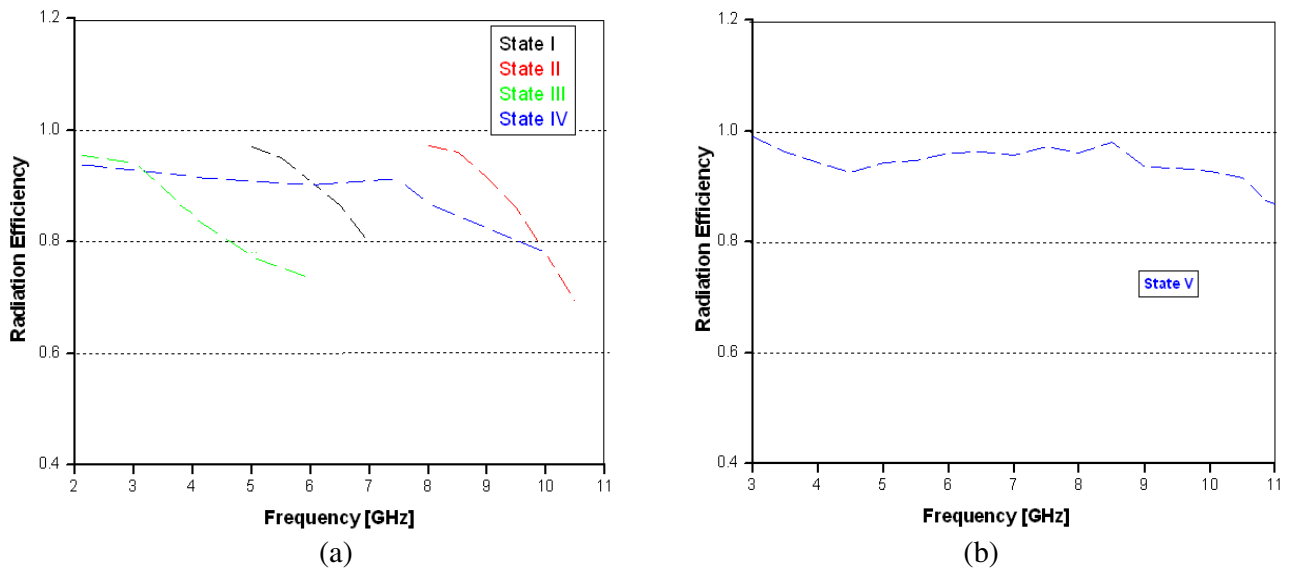 1.2
1.0
0.8
0.6
0.4
Radiation Efficiency
State I
State II
State III
State IV
2 3 4 5 6 7 8 9 10 11
Frequency [GHz]
(a)
1.2
1.0
0.8
0.6
0.4
Radiation Efficiency
State V
3 4 5 6 7 8 9 10 11
Frequency [GHz]
(b)